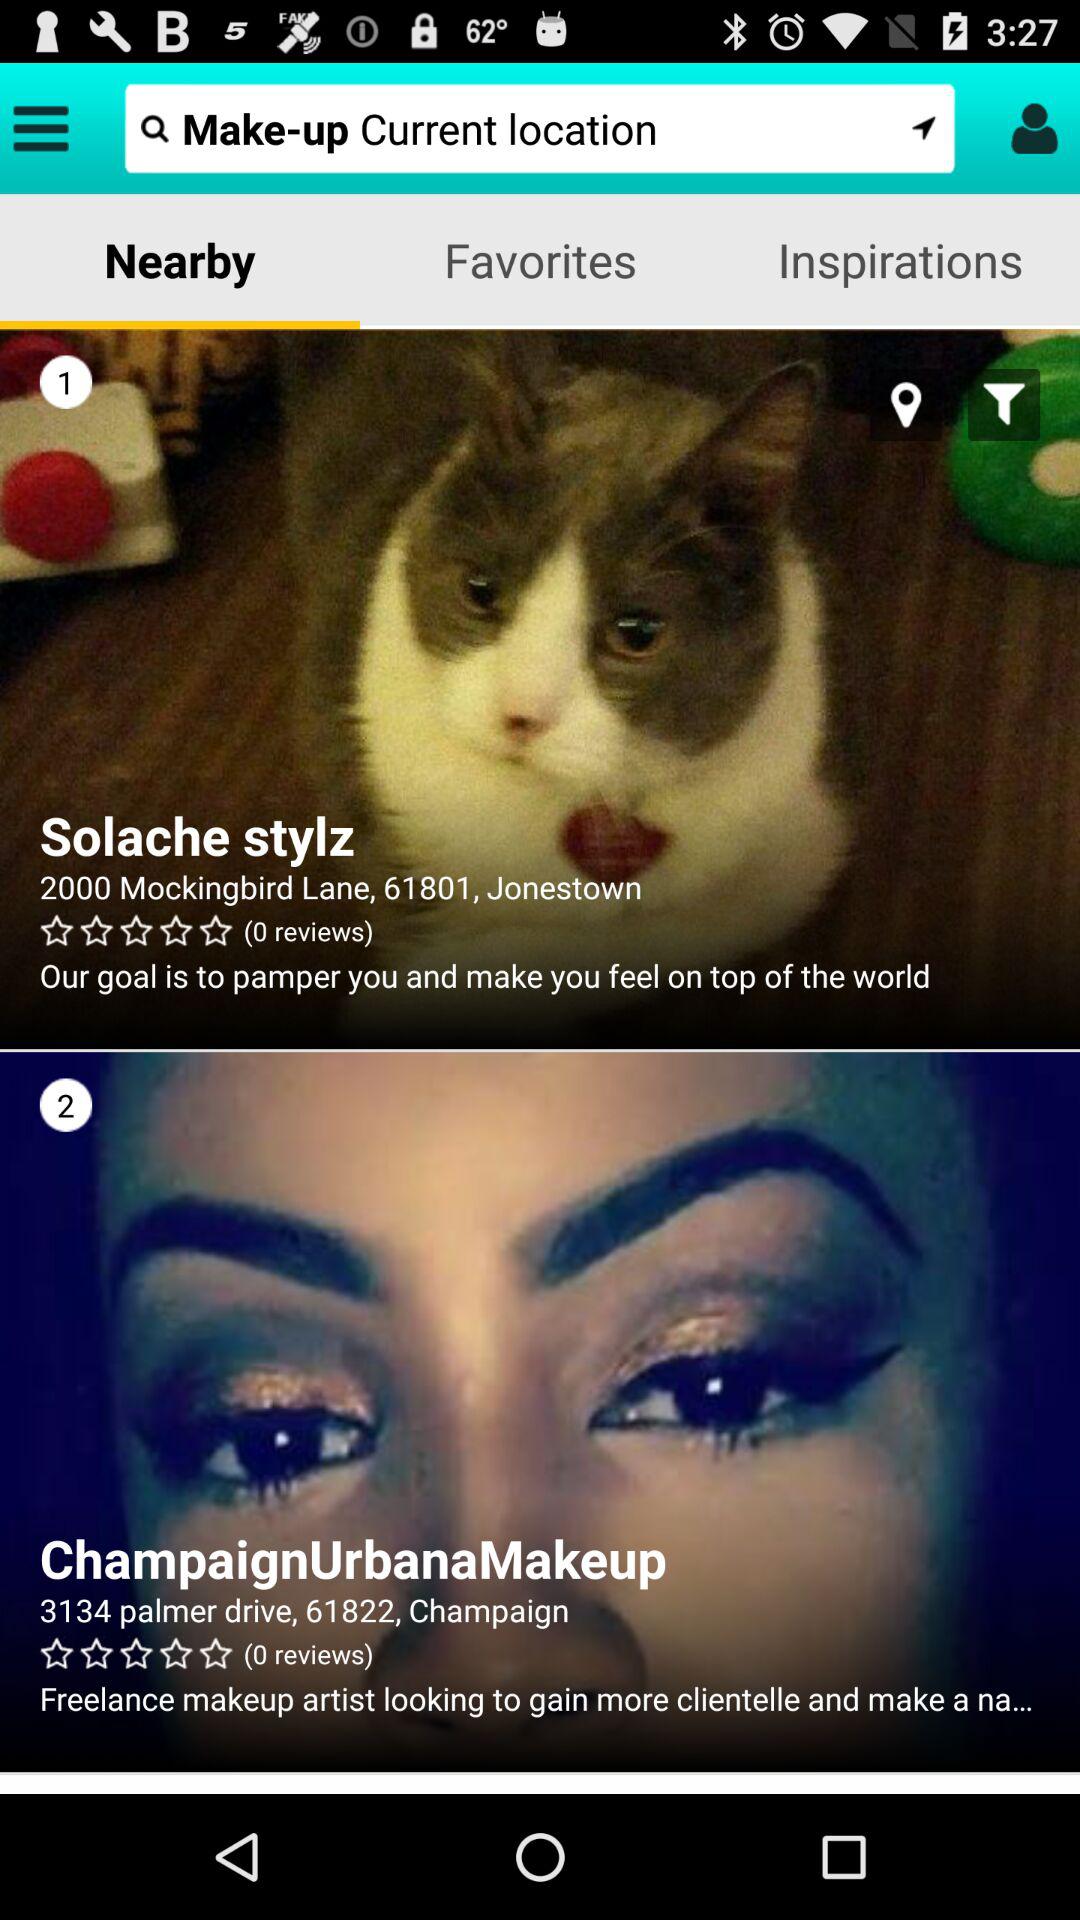 B 5 FAKE 62° 3:27
Make-up Current location
Nearby Favorites Inspirations
1
Solache stylz
2000 Mockingbird Lane, 61801, Jonestown
(0 reviews)
Our goal is to pamper you and make you feel on top of the world
2
ChampaignUrbanaMakeup
3134 palmer drive, 61822, Champaign
(0 reviews)
Freelance makeup artist looking to gain more clientelle and make a na...